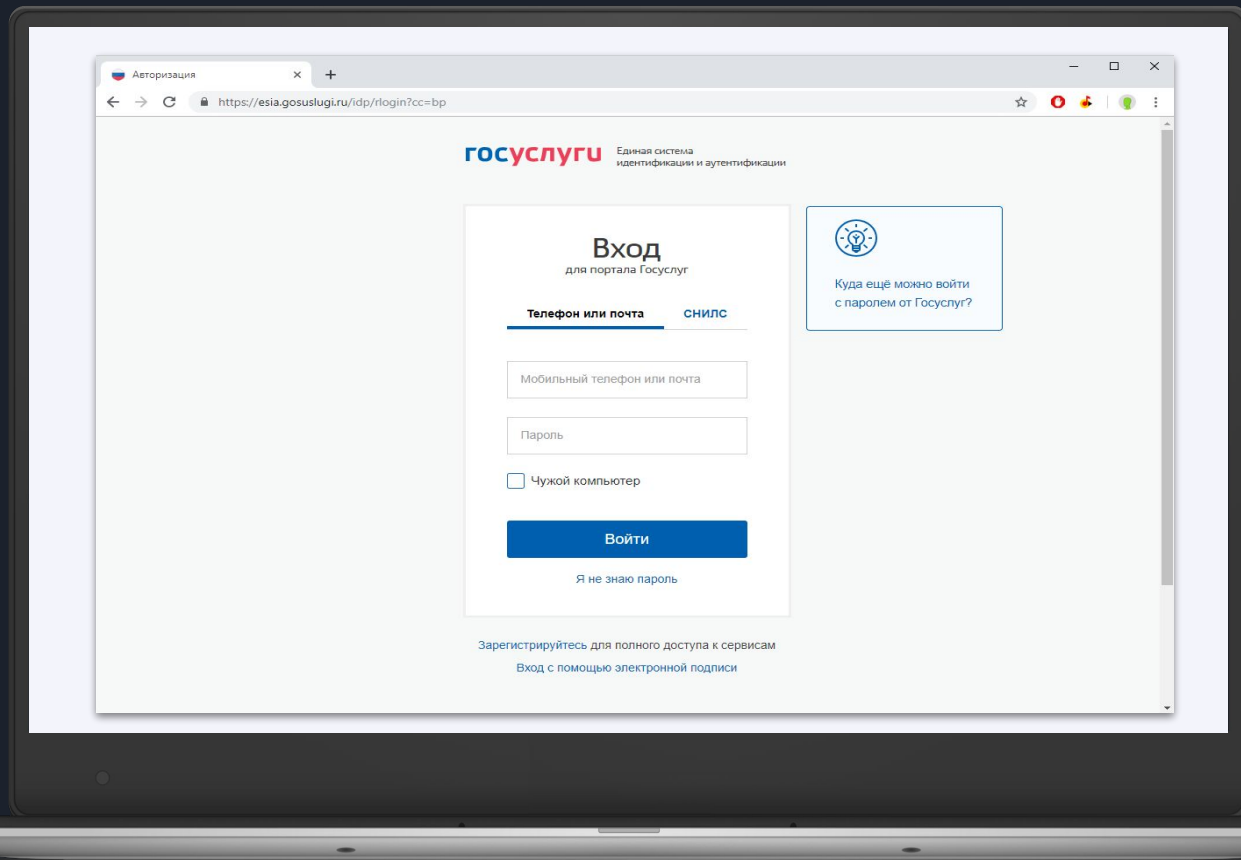 Авторизация
https://esia.gosuslugi.ru/idp/rlogin?cc=bp
госуслуги
Единая система
идентификации и аутентификации
Вход
для портала Госуслуг
Телефон или почта
СНИЛС
Мобильный телефон или почта
Пароль
Чужой компьютер
Войти
Я не знаю пароль
Куда ещё можно войти
с паролем от Госуслуг?
Зарегистрируйтесь для полного доступа к сервисам
Вход с помощью электронной подписи